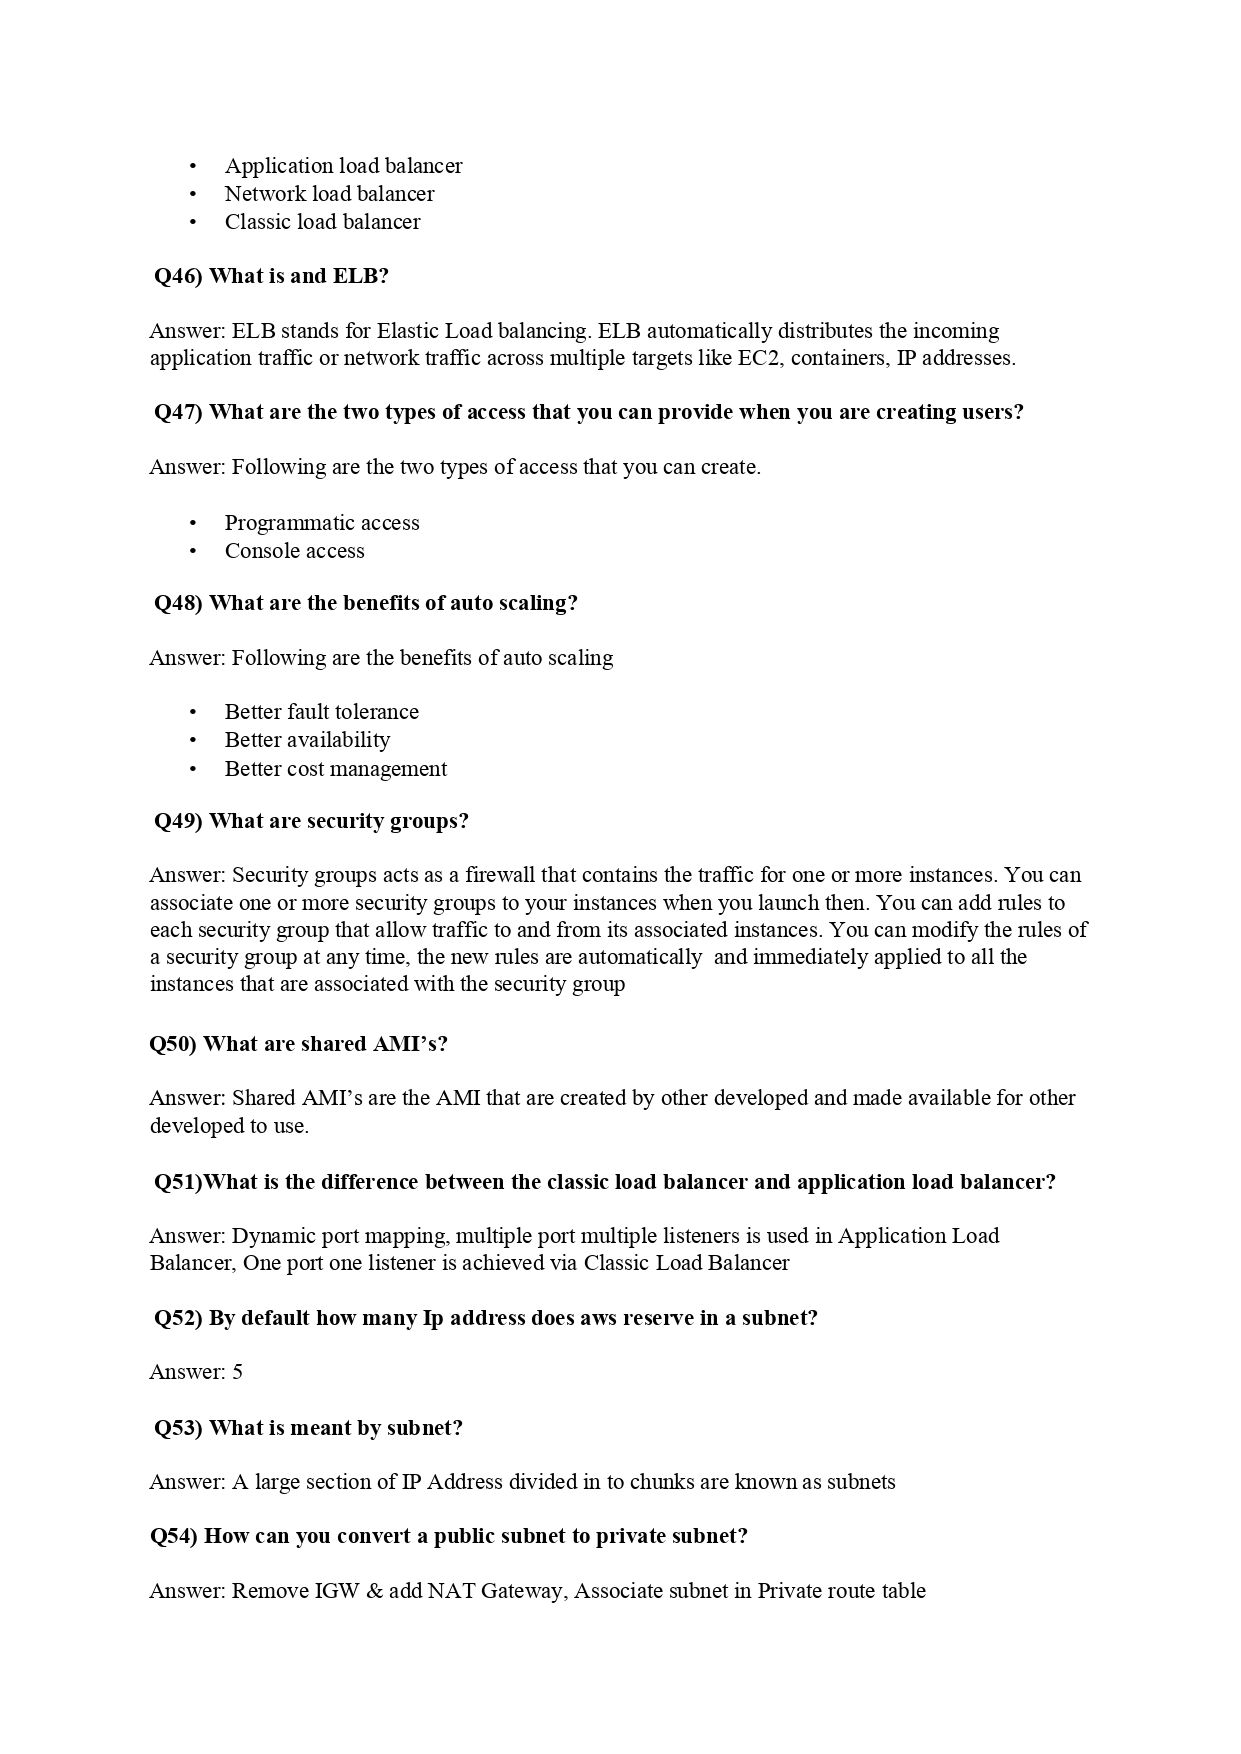 • Application load balancer
• Network load balancer
• Classic load balancer
Q46) What is and ELB?
Answer: ELB stands for Elastic Load balancing. ELB automatically distributes the incoming
application traffic or network traffic across multiple targets like EC2, containers, IP addresses.
Q47) What are the two types of access that you can provide when you are creating users?
Answer: Following are the two types of access that you can create.
• Programmatic access
• Console access
Q48) What are the benefits of auto scaling?
Answer: Following are the benefits of auto scaling
• Better fault tolerance
• Better availability
• Better cost management
Q49) What are security groups?
Answer: Security groups acts as a firewall that contains the traffic for one or more instances. You can
associate one or more security groups to your instances when you launch then. You can add rules to
each security group that allow traffic to and from its associated instances. You can modify the rules of
a security group at any time, the new rules are automatically  and immediately applied to all the
instances that are associated with the security group
Q50) What are shared AMI’s?
Answer: Shared AMI’s are the AMI that are created by other developed and made available for other
developed to use.
Q51)What is the difference between the classic load balancer and application load balancer?
Answer: Dynamic port mapping, multiple port multiple listeners is used in Application Load
Balancer, One port one listener is achieved via Classic Load Balancer
Q52) By default how many Ip address does aws reserve in a subnet?
Answer: 5
Q53) What is meant by subnet?
Answer: A large section of IP Address divided in to chunks are known as subnets
Q54) How can you convert a public subnet to private subnet?
Answer: Remove IGW & add NAT Gateway, Associate subnet in Private route table